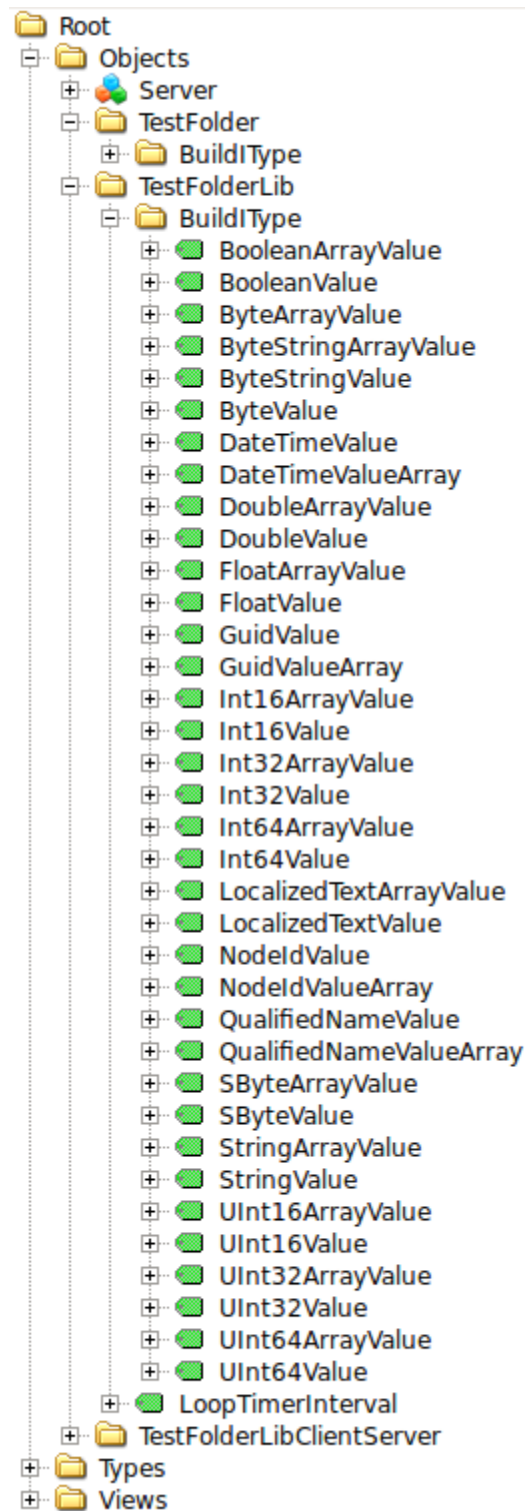 Root
Objects
Server
TestFolder
BuildIType
TestFolderLib
BuildIType
BooleanArrayValue
BooleanValue
ByteArrayValue
ByteStringArrayValue
ByteStringValue
ByteValue
DateTimeValue
DateTimeValueArray
DoubleArrayValue
DoubleValue
FloatArrayValue
FloatValue
GuidValue
GuidValueArray
Int16ArrayValue
Int16Value
Int32ArrayValue
Int32Value
Int64ArrayValue
Int64Value
LocalizedTextArrayValue
LocalizedTextValue
NodeIdValue
NodeIdValueArray
QualifiedNameValue
QualifiedNameValueArray
SByteArrayValue
SByteValue
StringArrayValue
StringValue
UInt16ArrayValue
UInt16Value
UInt32ArrayValue
UInt32Value
UInt64ArrayValue
UInt64Value
LoopTimerInterval
TestFolderLibClientServer
Types
Views